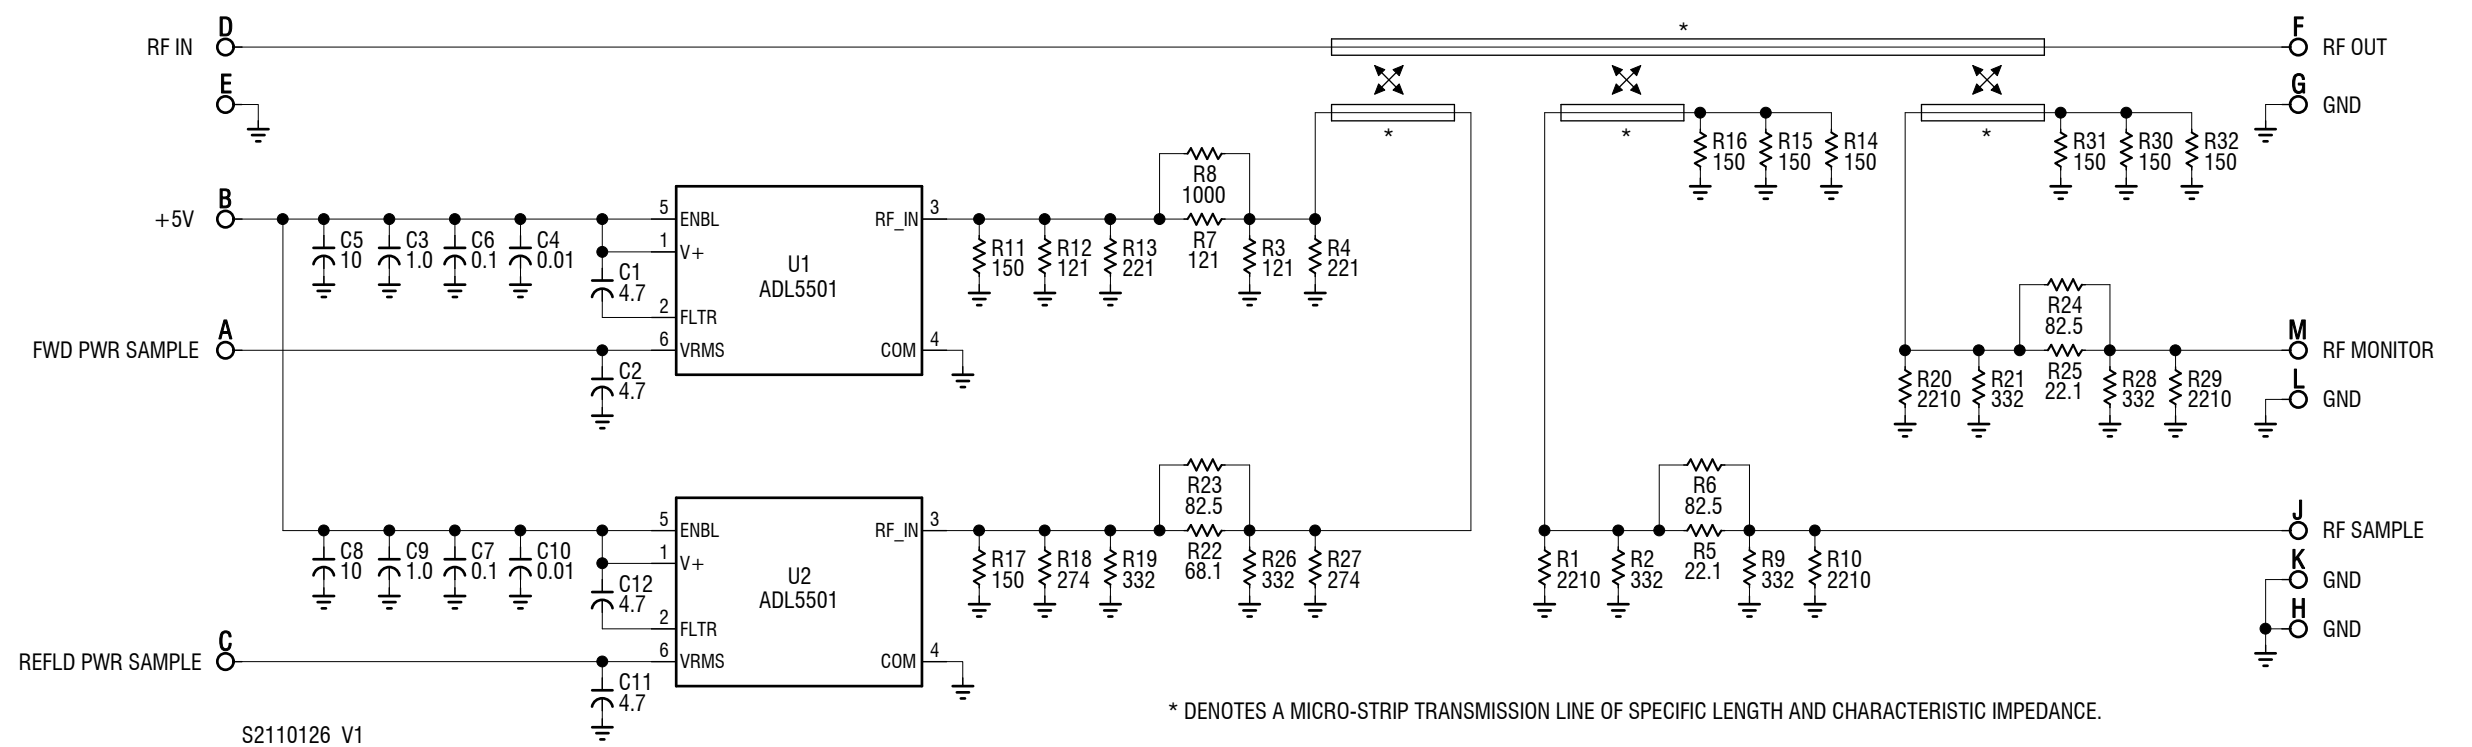 D
RF IN
E
B
+5V
A
FWD PWR SAMPLE
C
REFLD PWR SAMPLE
C5
10
C3
1.0
C6
0.1
C4
0.01
C1
4.7
C2
4.7
5 ENBL
1 V+
2 FLTR
6 VRMS
U1
ADL5501
RF_IN 3
COM 4
R11
150
R12
121
R13
221
R8
1000
R7
121
R3
121
R4
221
C8
10
C9
1.0
C7
0.1
C10
0.01
C12
4.7
C11
4.7
5 ENBL
1 V+
2 FLTR
6 VRMS
U2
ADL5501
RF_IN 3
COM 4
R17
150
R18
274
R19
332
R23
82.5
R22
68.1
R26
332
R27
274
*
*
*
*
R16
150
R15
150
R14
150
R31
150
R30
150
R32
150
R1
2210
R2
332
R6
82.5
R5
22.1
R9
332
R10
2210
R20
2210
R21
332
R24
82.5
R25
22.1
R28
332
R29
2210
F
RF OUT
G
GND
M
RF MONITOR
L
GND
J
RF SAMPLE
K
GND
H
GND
* DENOTES A MICRO-STRIP TRANSMISSION LINE OF SPECIFIC LENGTH AND CHARACTERISTIC IMPEDANCE.
S2110126 V1